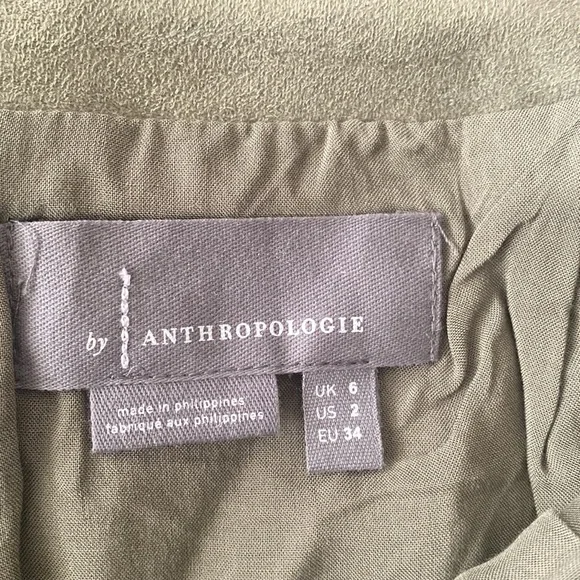 by ANTHROPOLOGIE
made in philippines
fabriqué aux philippines
UK 6
US 2
EU 34